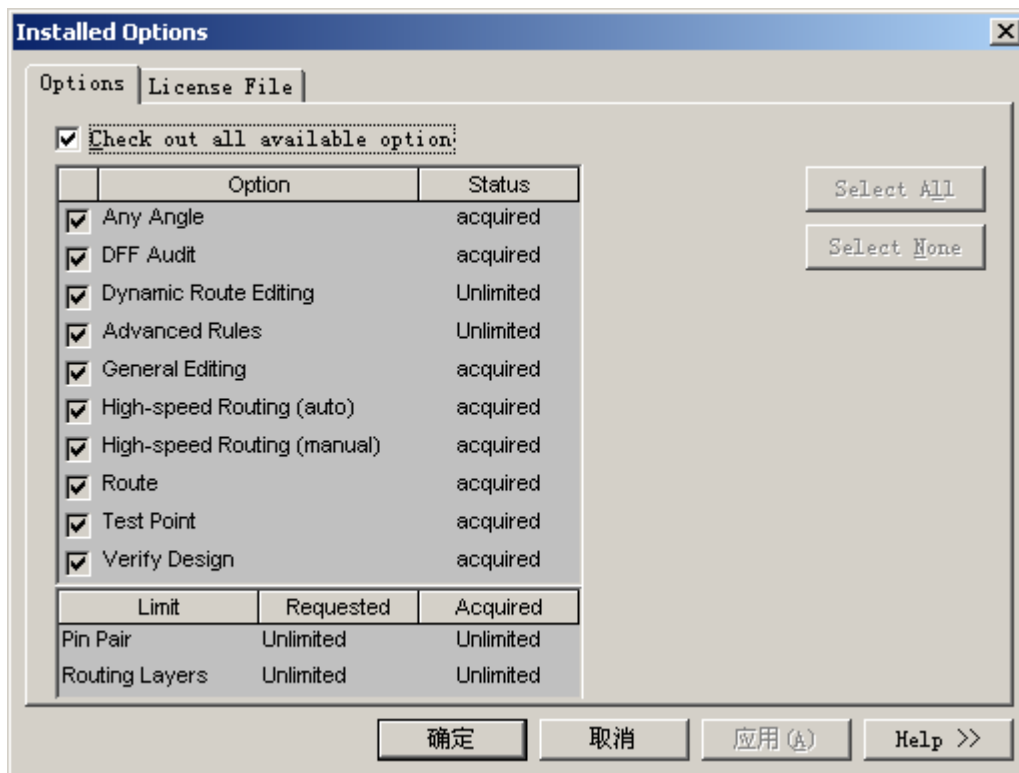 Installed Options
Options License File
Check out all available option
Select All
Select None
Option Status
Any Angle acquired
DFF Audit acquired
Dynamic Route Editing Unlimited
Advanced Rules Unlimited
General Editing acquired
High-speed Routing (auto) acquired
High-speed Routing (manual) acquired
Route acquired
Test Point acquired
Verify Design acquired
Limit Requested Acquired
Pin Pair Unlimited Unlimited
Routing Layers Unlimited Unlimited
确定 取消 应用(A) Help >>